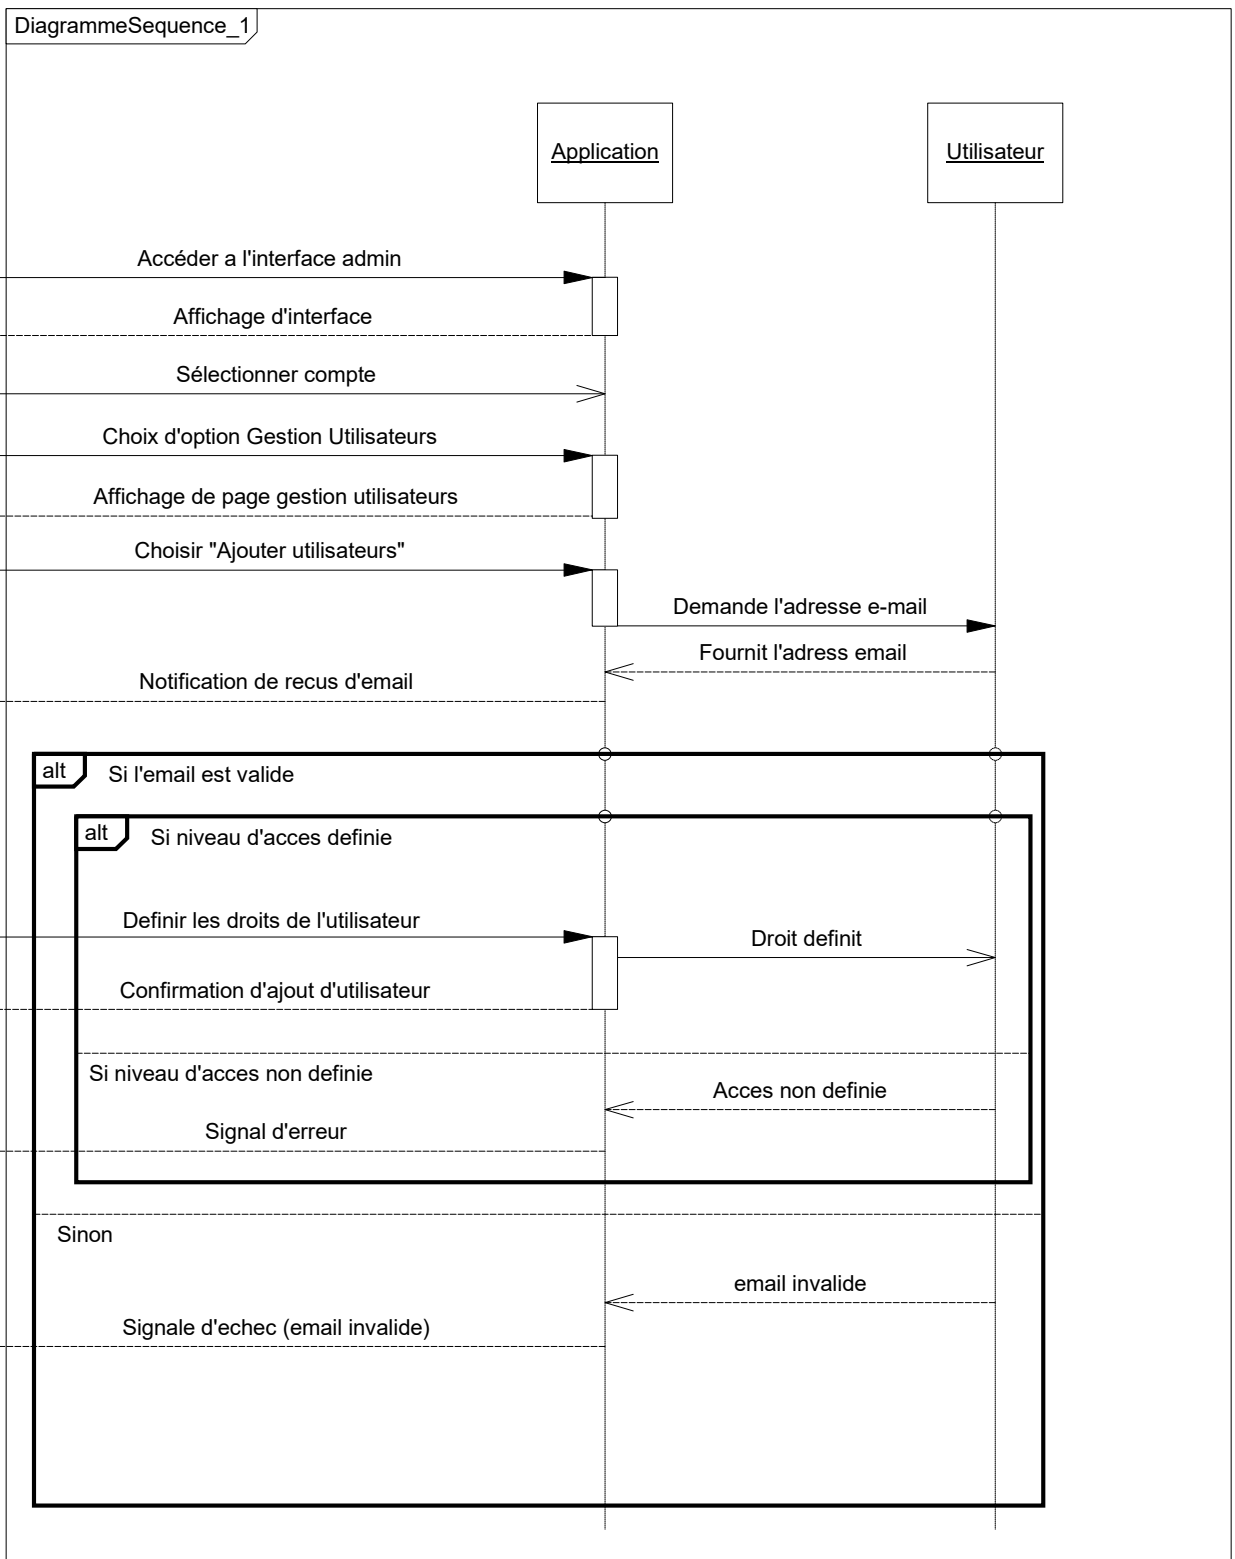 DiagrammeSequence_1
Application
Utilisateur
Accéder a l'interface admin
Affichage d'interface
Sélectionner compte
Choix d'option Gestion Utilisateurs
Affichage de page gestion utilisateurs
Choisir "Ajouter utilisateurs"
Demande l'adresse e-mail
Fournit l'adress email
Notification de recus d'email
alt
Si l'email est valide
alt
Si niveau d'acces definie
Definir les droits de l'utilisateur
Droit definit
Confirmation d'ajout d'utilisateur
Si niveau d'acces non definie
Acces non definie
Signal d'erreur
Sinon
email invalide
Signale d'echec (email invalide)